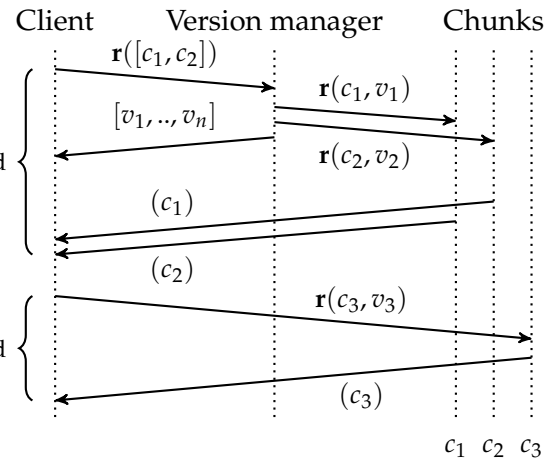 Client Version manager Chunks
r([c₁, c₂])
r(c₁, v₁)
[v₁, .., vₙ]
r(c₂, v₂)
d
(c₁)
(c₂)
r(c₃, v₃)
d
(c₃)
c₁ c₂ c₃